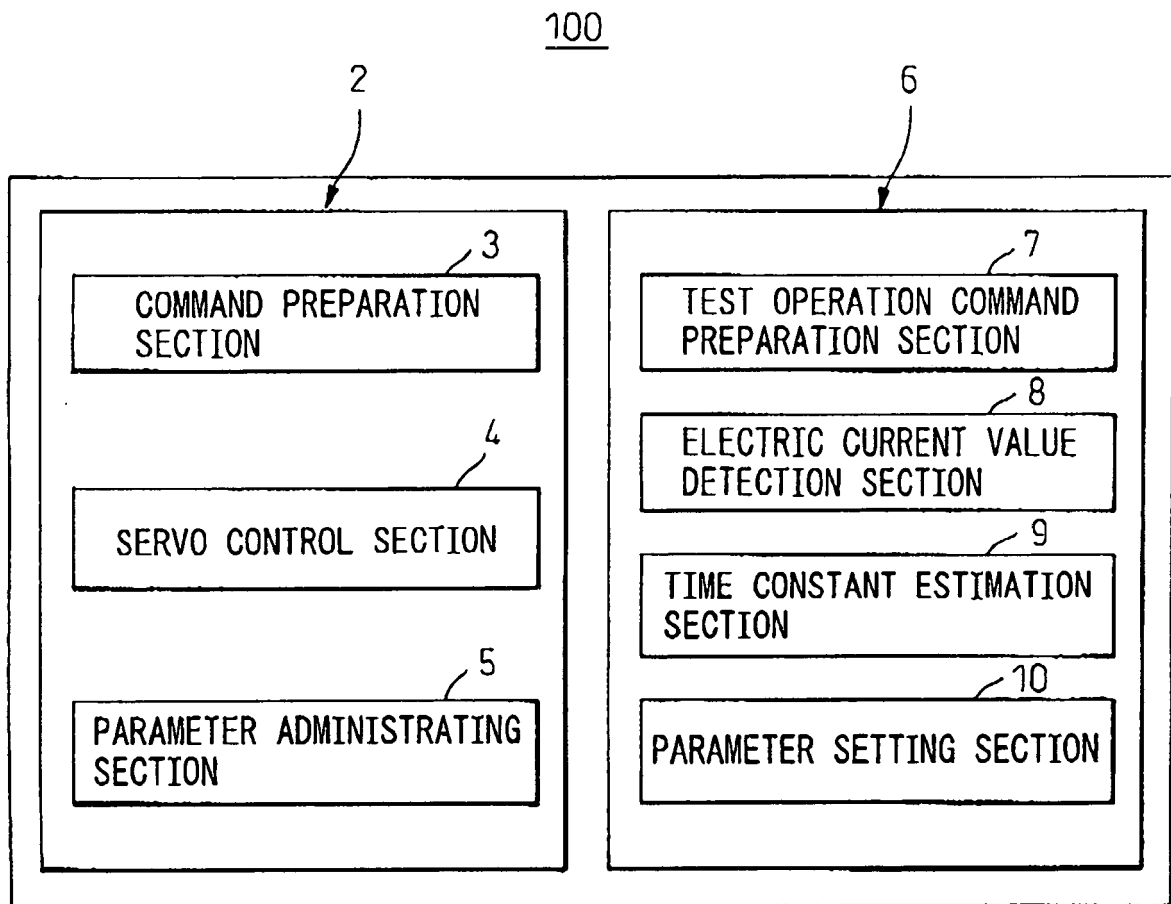 100
2
6
3
COMMAND PREPARATION
SECTION
4
SERVO CONTROL SECTION
5
PARAMETER ADMINISTRATING
SECTION
7
TEST OPERATION COMMAND
PREPARATION SECTION
8
ELECTRIC CURRENT VALUE
DETECTION SECTION
9
TIME CONSTANT ESTIMATION
SECTION
10
PARAMETER SETTING SECTION